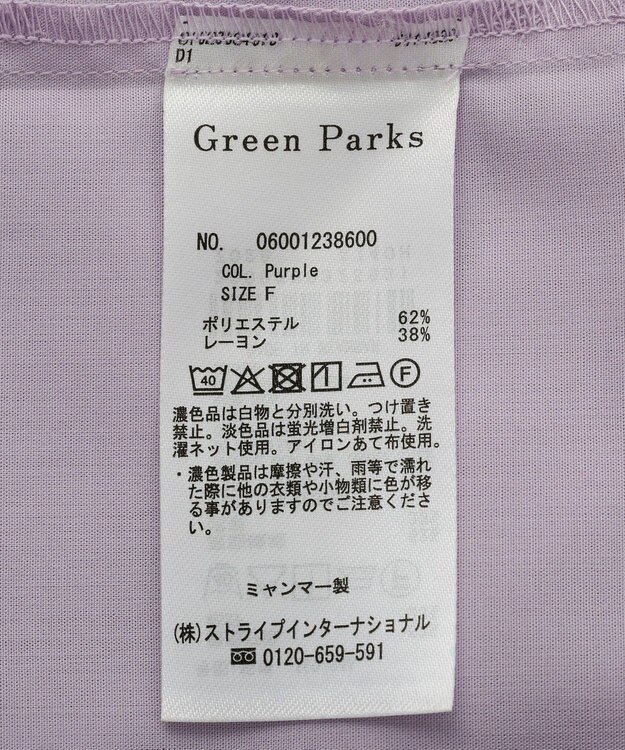 D1
Green Parks
NO. 06001238600
COL. Purple
SIZE F
ポリエステル 62%
レーヨン 38%
40 F
濃色品は白物と分別洗い。つけ置き
禁止。淡色品は蛍光増白剤禁止。洗
濯ネット使用。アイロンあて布使用。
・濃色製品は摩擦や汗、雨等で濡れ
た際に他の衣類や小物類に色が移
る事がありますのでご注意くださ
い。
ミャンマー製
(株)ストライプインターナショナル
0120-659-591